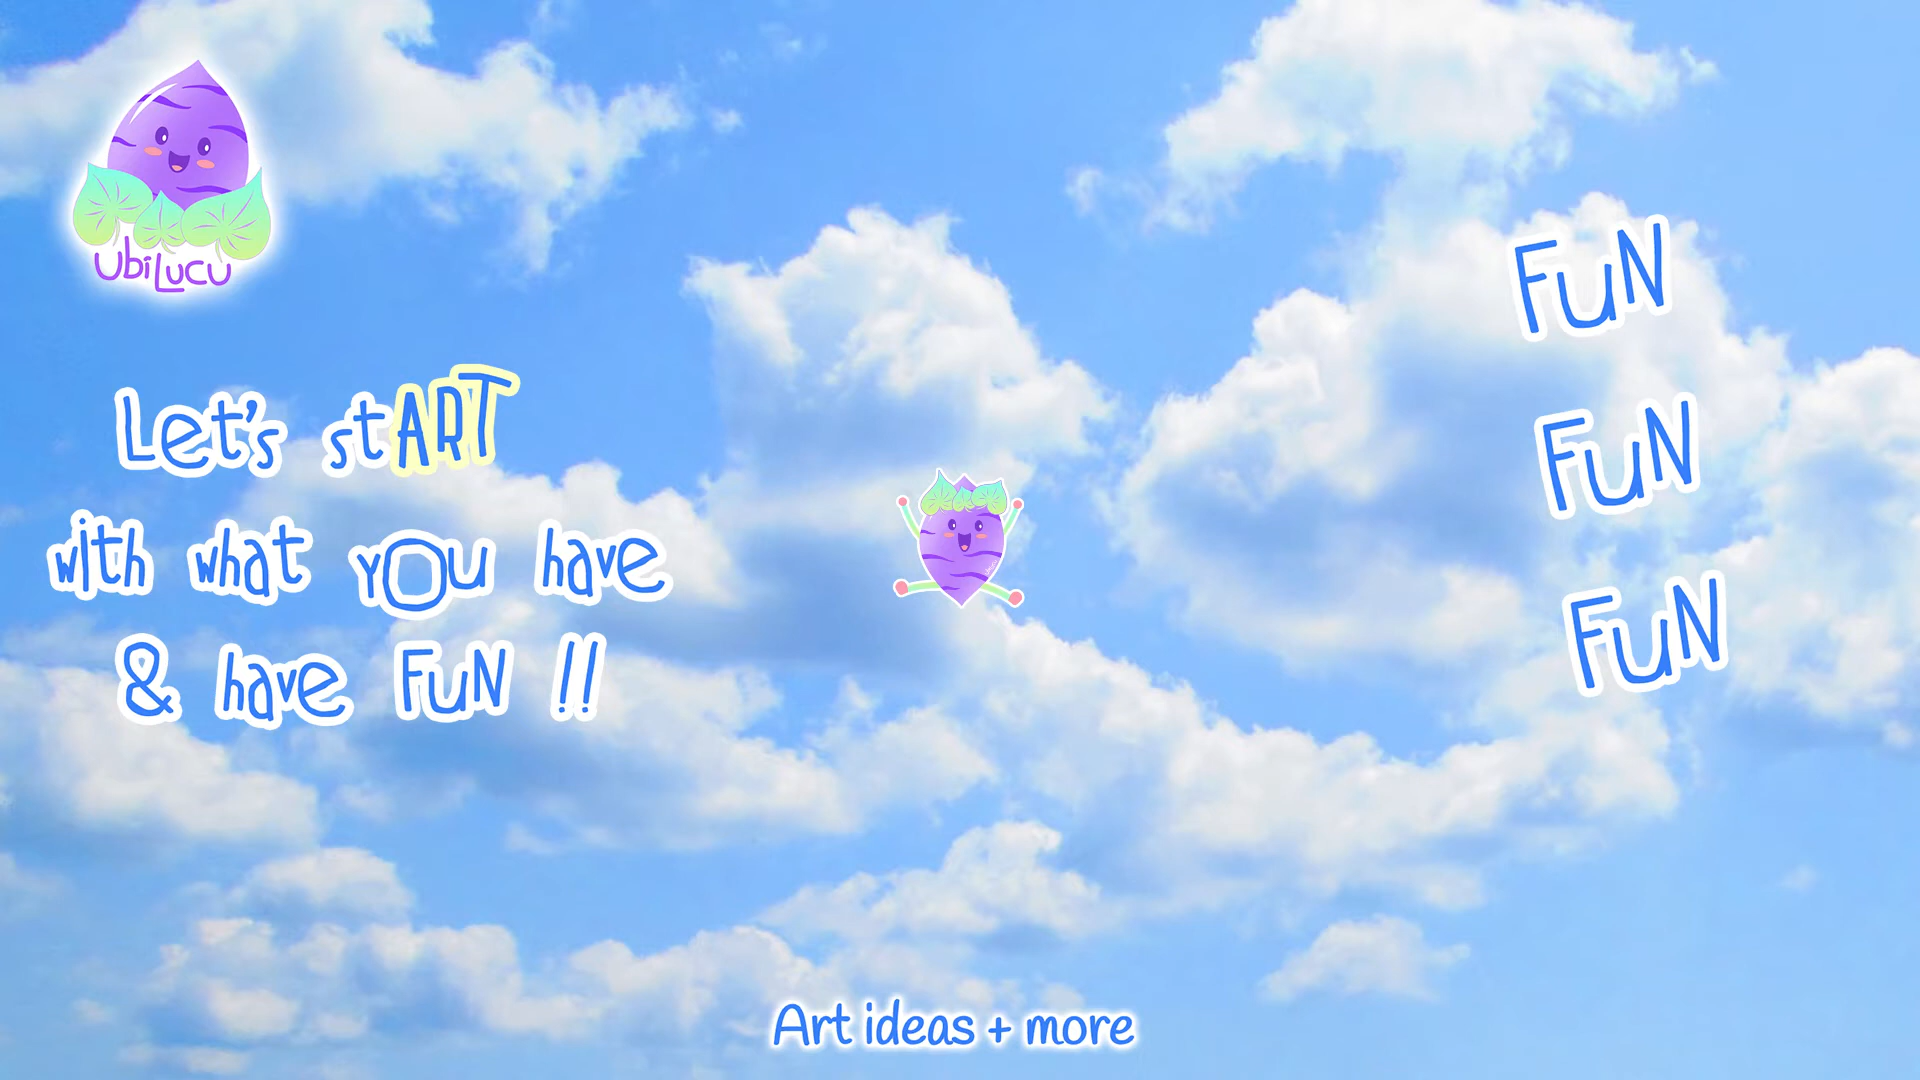 UbiLucu
Let's stART
with what yOu have
& have FuN !!
FuN
FuN
FuN
Art ideas + more